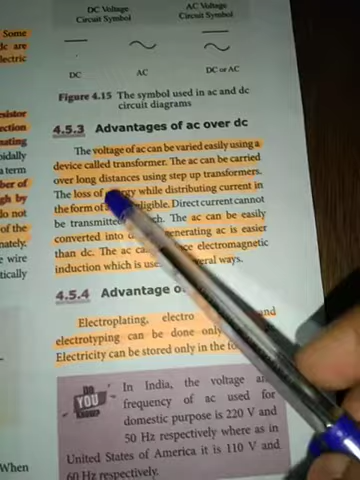 DC Voltage
Circuit Symbol
AC Voltage
Circuit Symbol
DC
AC
DC or AC
Figure 4.15 The symbol used in ac and dc
circuit diagrams
4.5.3 Advantages of ac over dc
The voltage of ac can be varied easily using a
device called transformer. The ac can be carried
over long distances using step up transformers.
The loss of while distributing current in
the form of Direct current cannot
be transmitted The ac can be easily
converted into generating ac is easier
than dc. The ac electromagnetic
induction which is ways.
4.5.4 Advantage
Electroplating, electro and
electrotyping can be done only
Electricity can be stored only in the
DO
YOU
KNOW?
In India, the voltage
frequency of ac used for
domestic purpose is 220 V and
50 Hz respectively where as in
United States of America it is 110 V and
60 Hz respectively.
Some
dc are
electric
resistor
ection
nating
oidally
a term
ber of
gh by
do not
of the
nately.
e wire
tically
When